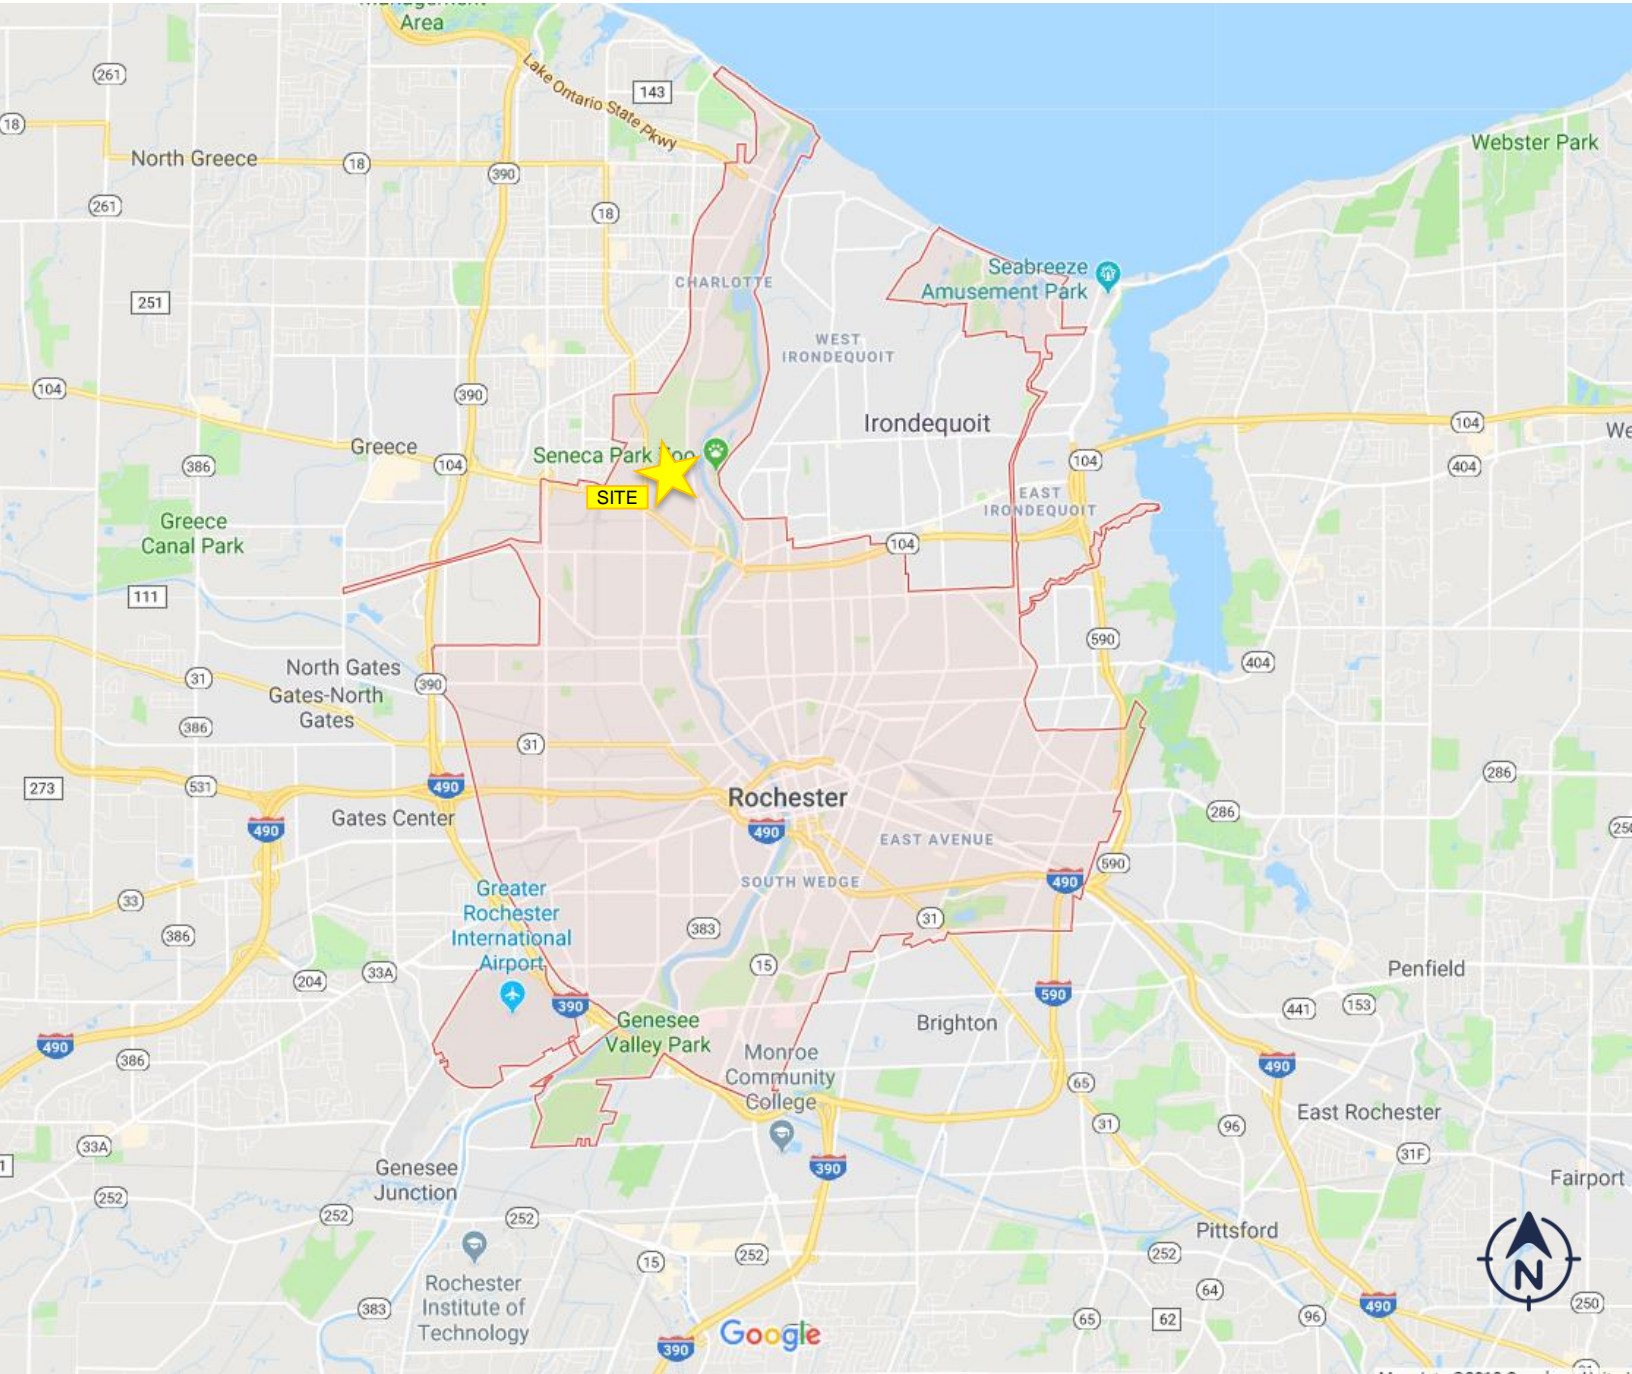 Area
261
143
Lake Ontario State Pkwy
18
North Greece
18
390
Webster Park
261
18
CHARLOTTE
Seabreeze
Amusement Park
251
WEST
IRONDEQUOIT
104
390
Irondequoit
104
Greece
104
386
Seneca Park Zoo
104
404
SITE
EAST
IRONDEQUOIT
Greece
Canal Park
104
111
590
North Gates
404
31
390
Gates-North
Gates
386
31
273
531
490
286
Rochester
Gates Center
490
490
286
EAST AVENUE
590
SOUTH WEDGE
490
33
Greater
Rochester
International
Airport
386
383
31
33A
204
15
Penfield
390
590
441
153
490
Genesee
Valley Park
Brighton
386
Monroe
Community
College
490
65
East Rochester
31
96
33A
31F
Genesee
Junction
390
Fairport
252
252
252
Pittsford
252
15
252
N
Rochester
Institute of
Technology
64
383
65
62
96
490
250
Google
390